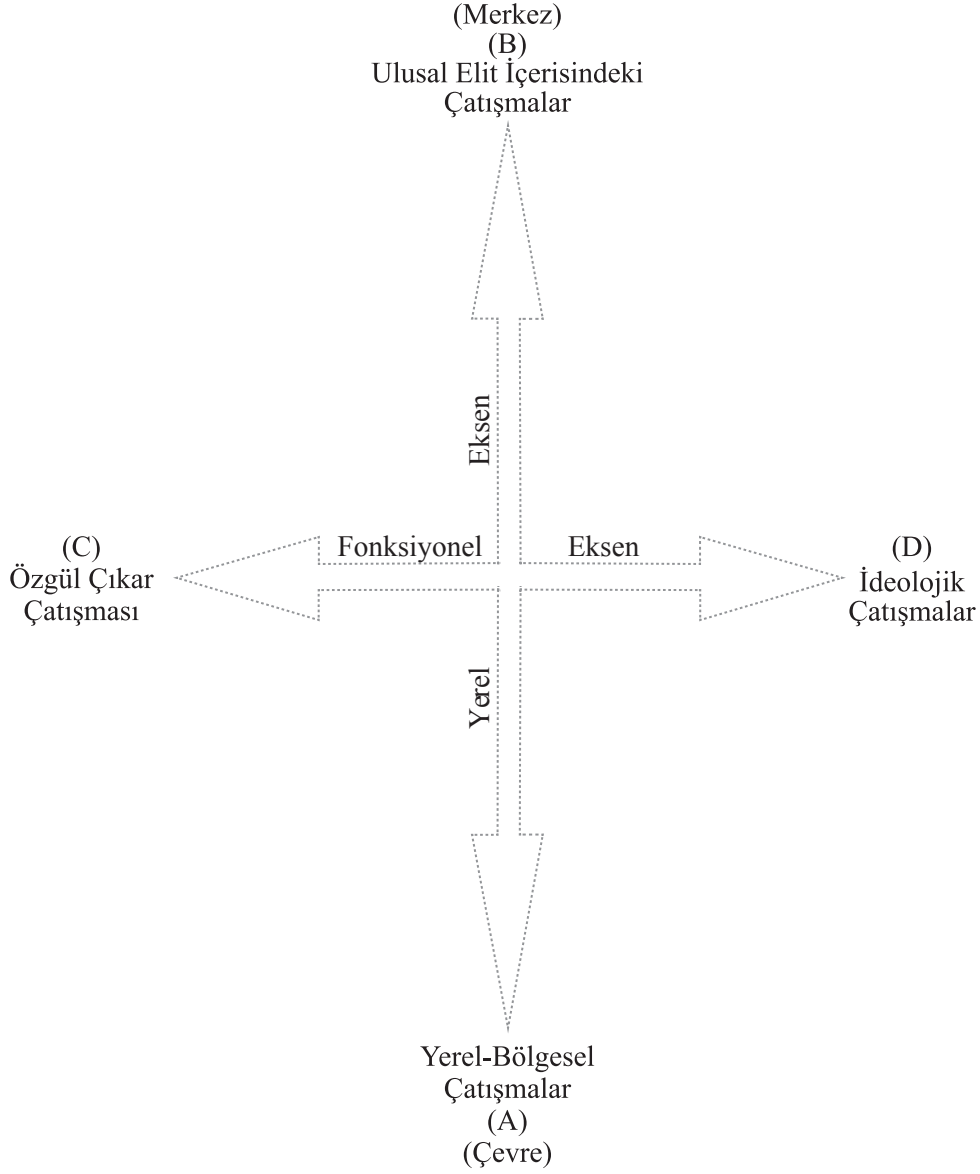 (Merkez)
(B)
Ulusal Elit İçerisindeki
Çatışmalar
Eksen
(C)
Özgül Çıkar
Çatışması
Fonksiyonel
Eksen
(D)
İdeolojik
Çatışmalar
Yerel
Yerel-Bölgesel
Çatışmalar
(A)
(Çevre)